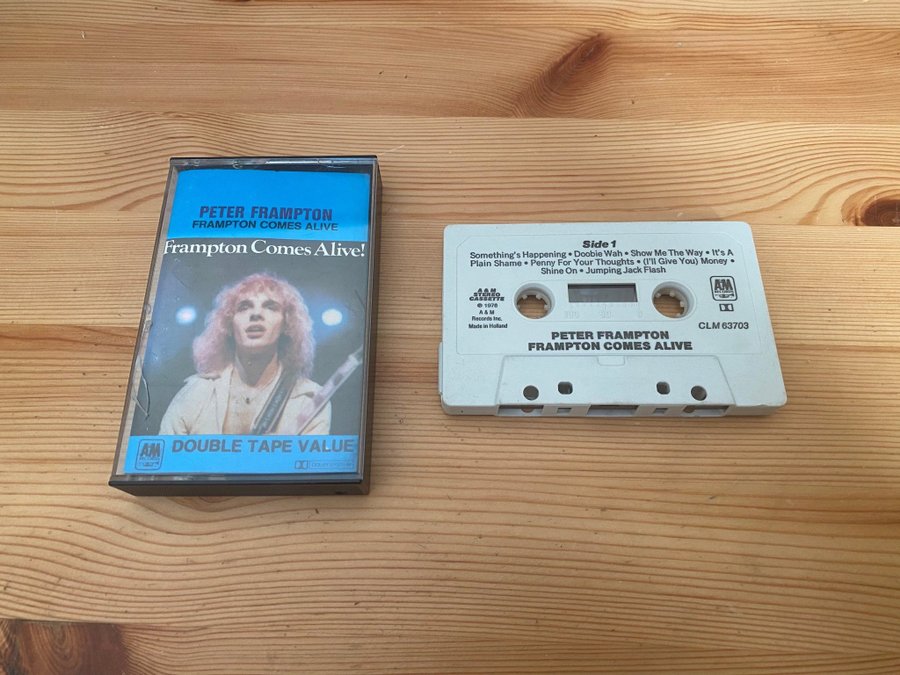 PETER FRAMPTON
FRAMPTON COMES ALIVE
Frampton Comes Alive!
A&M
RECORDS
DOUBLE TAPE VALUE
Side 1
Something's Happening • Doobie Wah • Show Me The Way • It's A
Plain Shame • Penny For Your Thoughts • (I'll Give You) Money •
Shine On • Jumping Jack Flash
A & M
STEREO
CASSETTE
℗ 1976
A & M
Records Inc.
Made in Holland
A&M
RECORDS
CLM 63703
PETER FRAMPTON
FRAMPTON COMES ALIVE